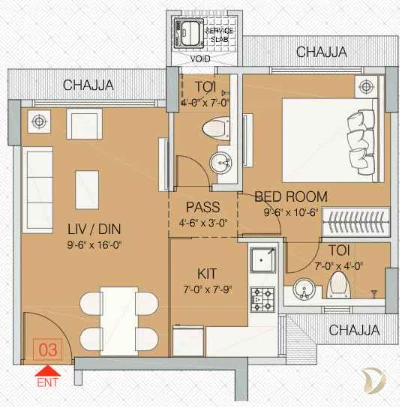 SERVICE
SLAB
VOID
CHAJJA
CHAJJA
TOI
4'-0" x 7'-0"
BED ROOM
9'-6" x 10'-6"
PASS
4'-6" x 3'-0"
LIV / DIN
9'-6" x 16'-0"
TOI
7'-0" x 4'-0"
KIT
7'-0" x 7'-9"
CHAJJA
03
ENT